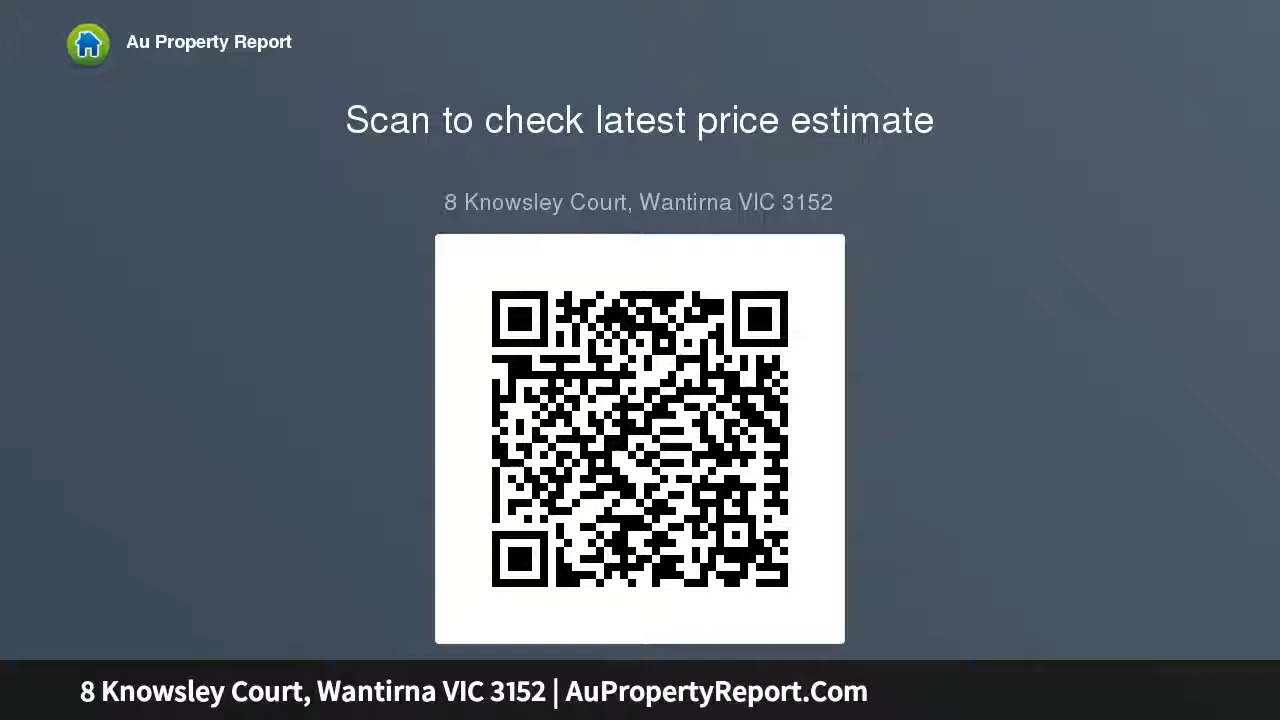 Au Property Report
Scan to check latest price estimate
8 Knowsley Court, Wantirna VIC 3152
8 Knowsley Court, Wantirna VIC 3152 | AuPropertyReport.Com